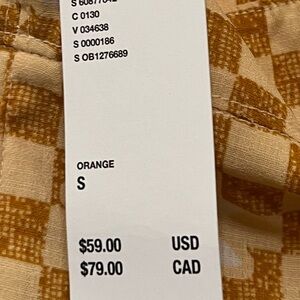 C 0130
V 034638
S 0000186
S OB1276689
ORANGE
S
$59.00 USD
$79.00 CAD